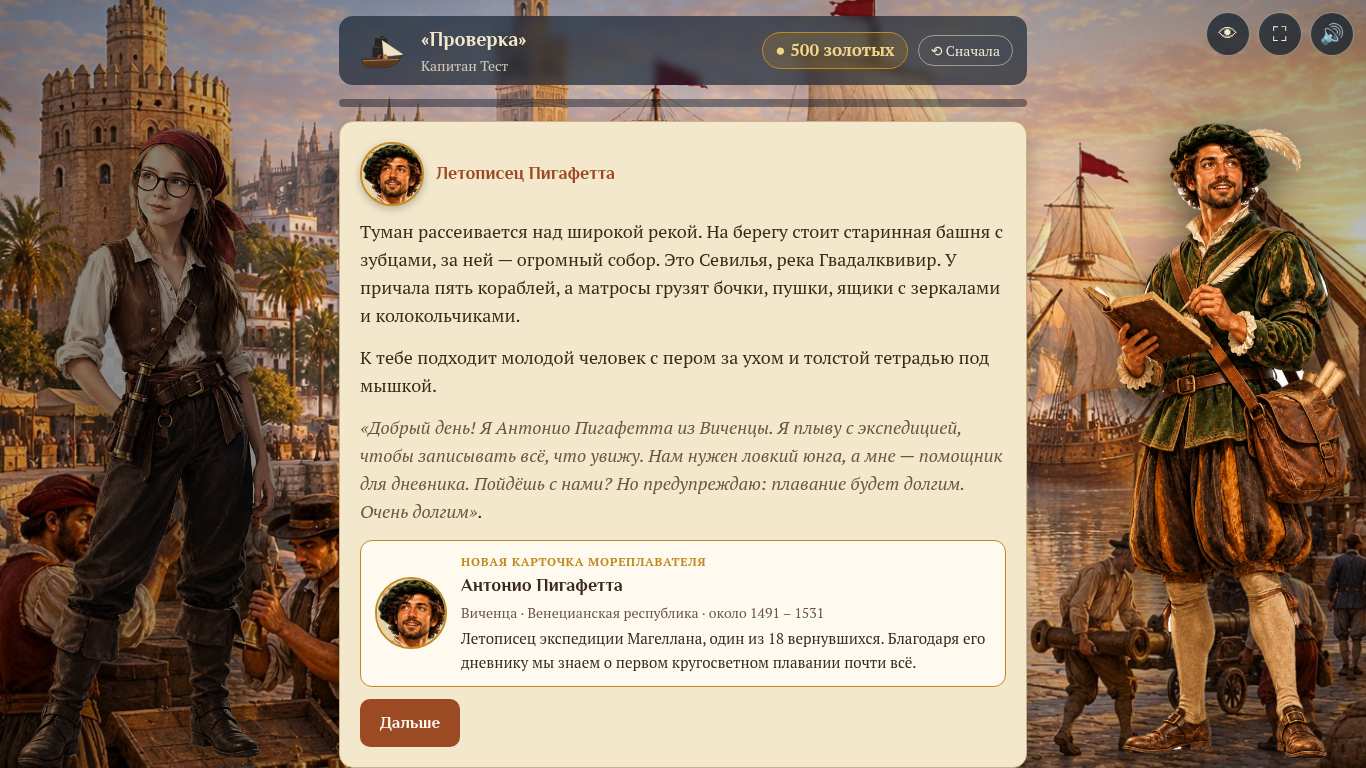 «Проверка»
Капитан Тест
500 золотых
⟲ Сначала
Летописец Пигафетта
Туман рассеивается над широкой рекой. На берегу стоит старинная башня с
зубцами, за ней — огромный собор. Это Севилья, река Гвадалквивир. У
причала пять кораблей, а матросы грузят бочки, пушки, ящики с зеркалами
и колокольчиками.
К тебе подходит молодой человек с пером за ухом и толстой тетрадью под
мышкой.
«Добрый день! Я Антонио Пигафетта из Виченцы. Я плыву с экспедицией,
чтобы записывать всё, что увижу. Нам нужен ловкий юнга, а мне — помощник
для дневника. Пойдёшь с нами? Но предупреждаю: плавание будет долгим.
Очень долгим».
НОВАЯ КАРТОЧКА МОРЕПЛАВАТЕЛЯ
Антонио Пигафетта
Виченца · Венецианская республика · около 1491 – 1531
Летописец экспедиции Магеллана, один из 18 вернувшихся. Благодаря его
дневнику мы знаем о первом кругосветном плавании почти всё.
Дальше